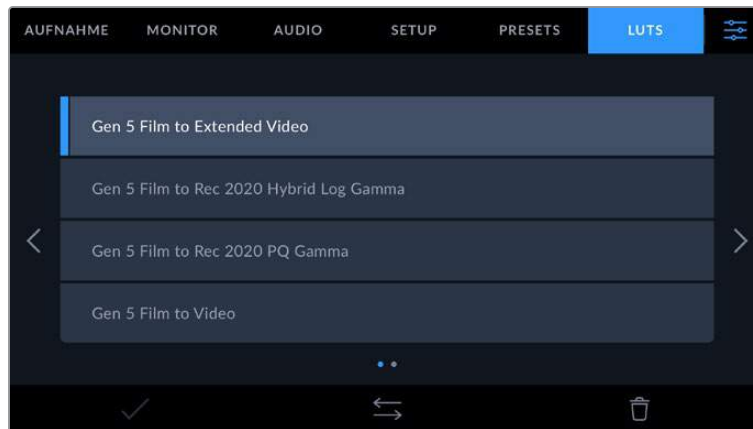 AUFNAHME MONITOR AUDIO SETUP PRESETS LUTS
Gen 5 Film to Extended Video
Gen 5 Film to Rec 2020 Hybrid Log Gamma
Gen 5 Film to Rec 2020 PQ Gamma
Gen 5 Film to Video